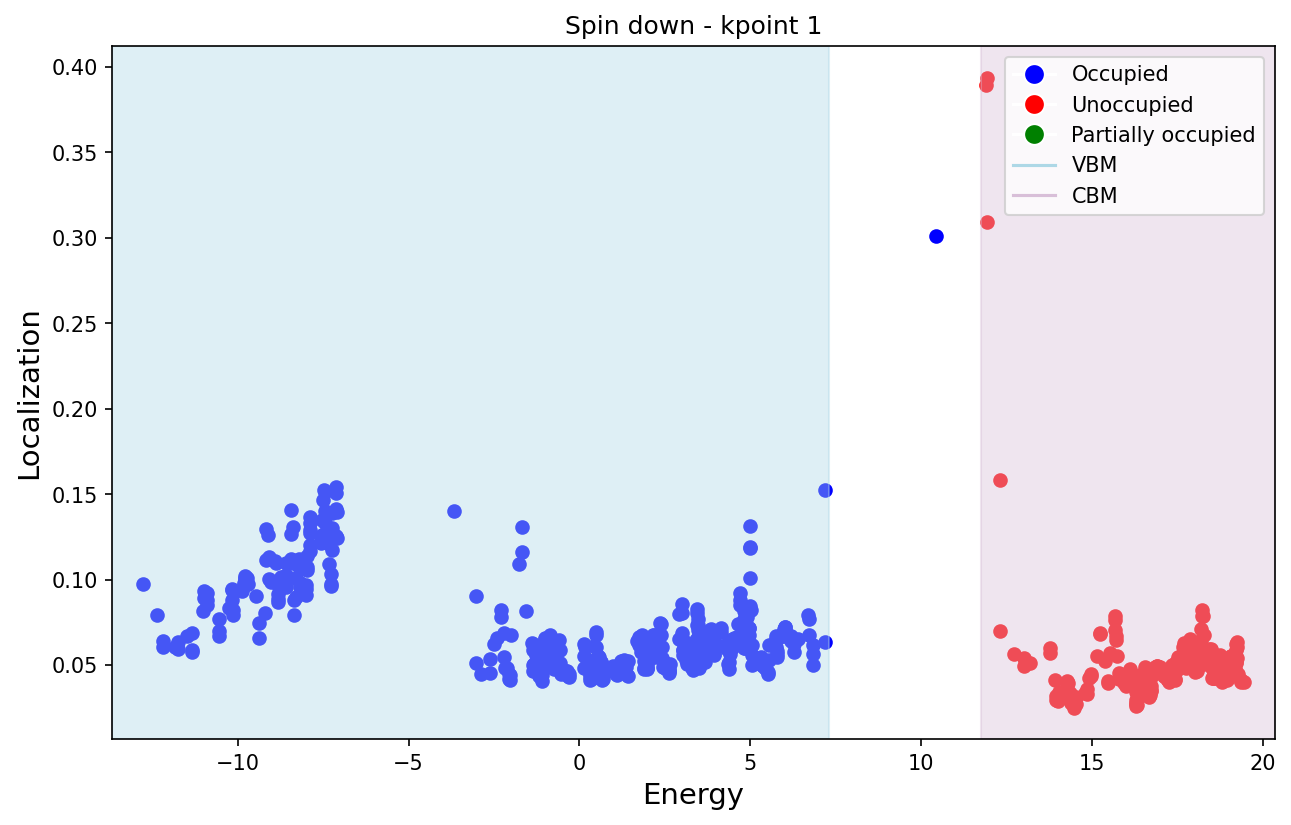 Spin down - kpoint 1
Occupied
Unoccupied
Partially occupied
VBM
CBM
Localization
0.40
0.35
0.30
0.25
0.20
0.15
0.10
0.05
−10
−5
0
5
10
15
20
Energy